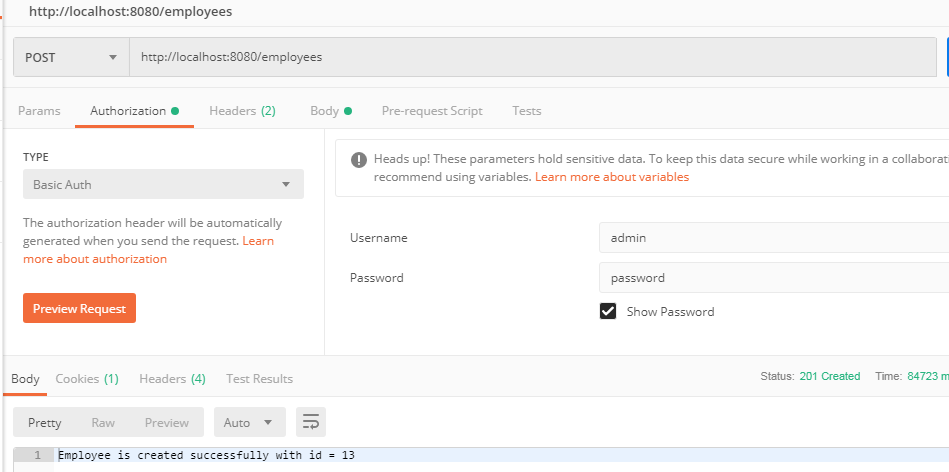 http://localhost:8080/employees
POST
http://localhost:8080/employees
Params
Authorization
Headers (2)
Body
Pre-request Script
Tests
TYPE
Basic Auth
The authorization header will be automatically
generated when you send the request. Learn
more about authorization
Preview Request
Heads up! These parameters hold sensitive data. To keep this data secure while working in a collaborati
recommend using variables. Learn more about variables
Username
admin
Password
password
Show Password
Body
Cookies (1)
Headers (4)
Test Results
Status: 201 Created
Time: 84723 m
Pretty
Raw
Preview
Auto
1
Employee is created successfully with id = 13